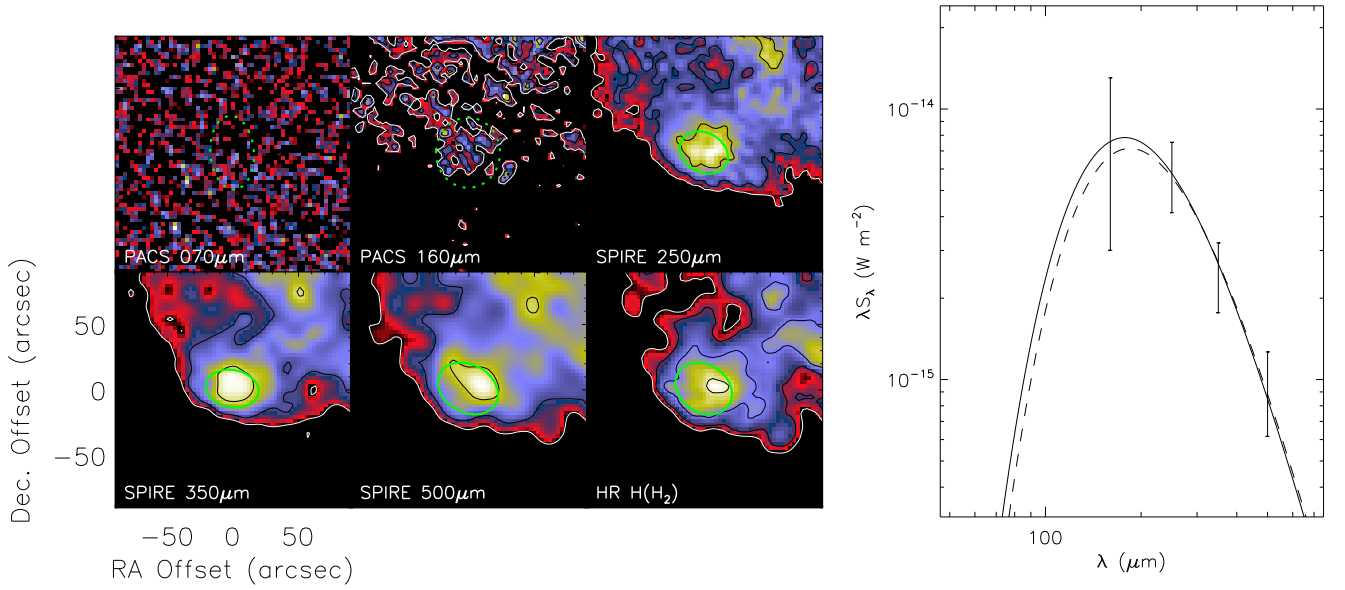 PACS 070μm
PACS 160μm
SPIRE 250μm
SPIRE 350μm
SPIRE 500μm
HR H(H₂)
Dec. Offset (arcsec)
50
0
−50
−50 0 50
RA Offset (arcsec)
10⁻¹⁴
10⁻¹⁵
λS_λ (W m⁻²)
100
λ (μm)